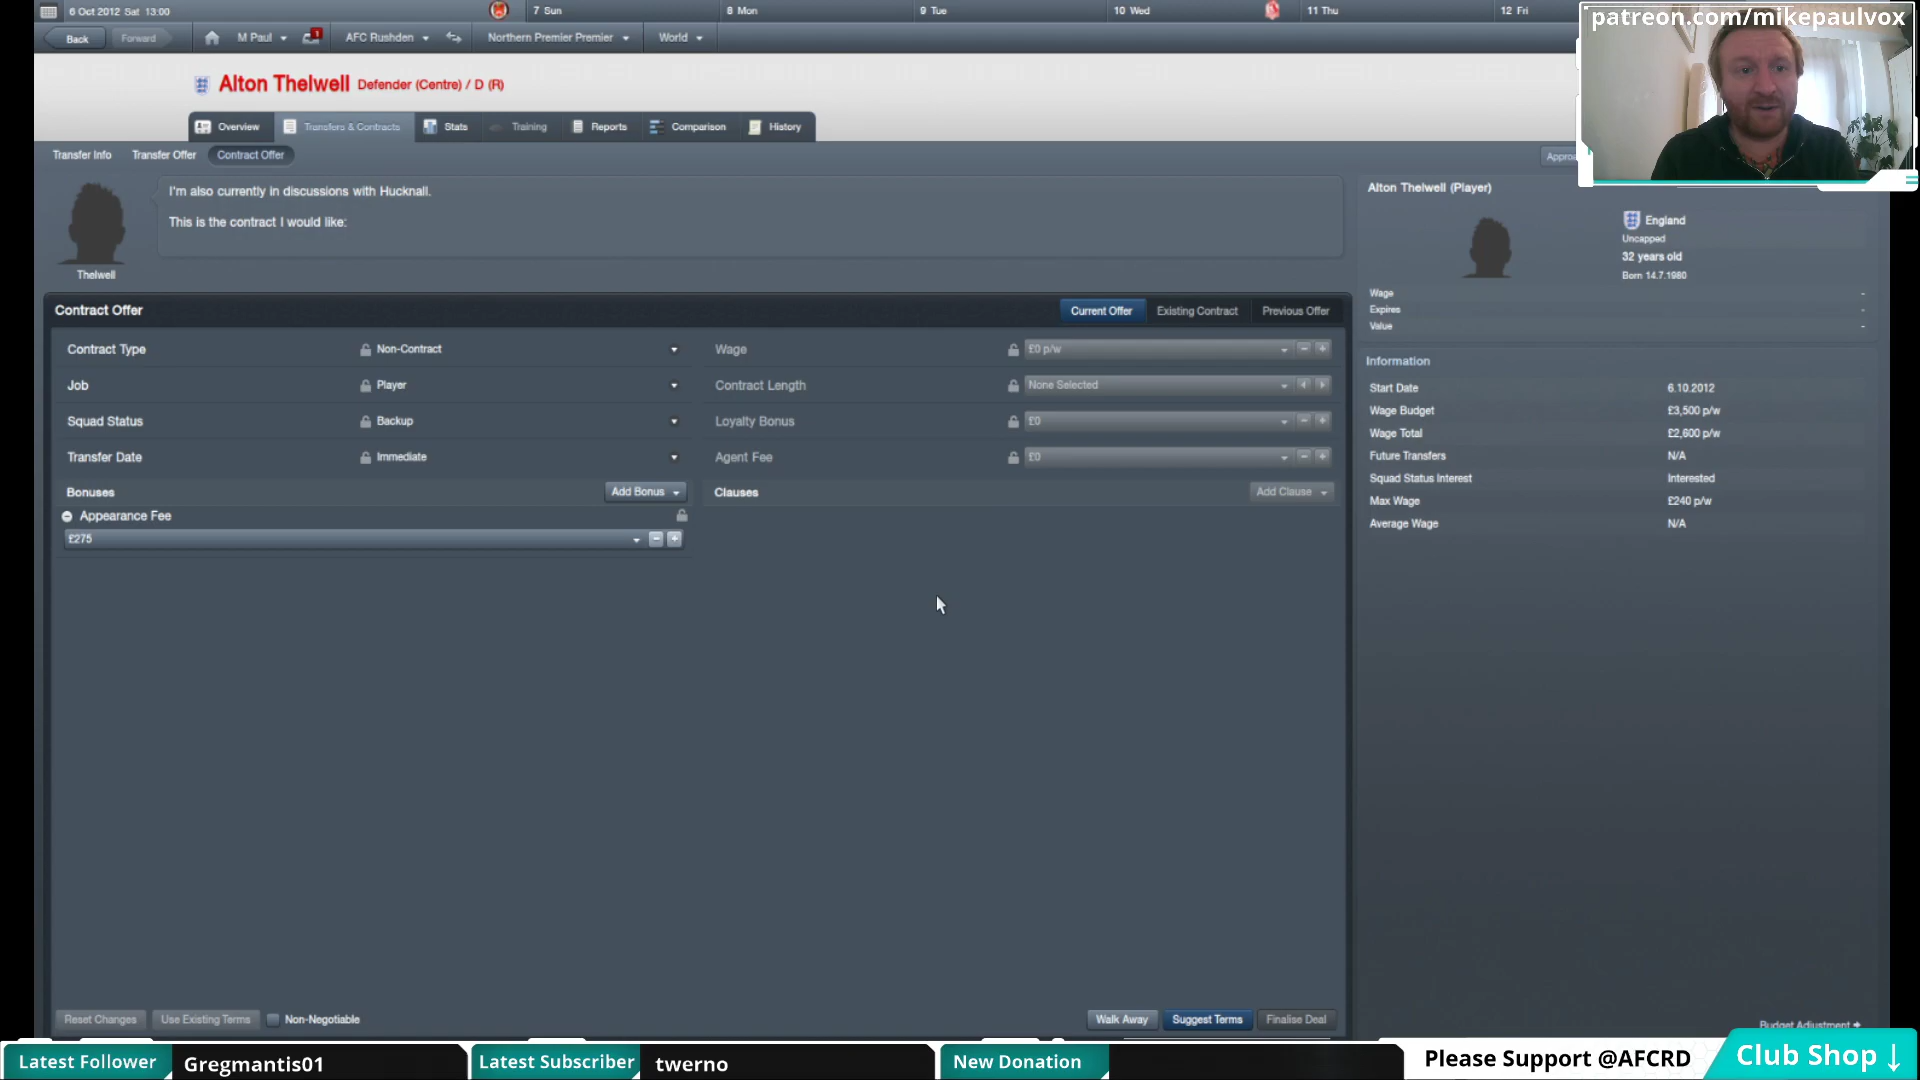 6 Oct 2012 Sat 13:00
7 Sun
8 Mon
9 Tue
10 Wed
11 Thu
12 Fri
patreon.com/mikepaulvox
Back
Forward
M Paul
1
AFC Rushden
Northern Premier Premier
World
Alton Thelwell Defender (Centre) / D (R)
Overview
Transfers & Contracts
Stats
Training
Reports
Comparison
History
Transfer Info
Transfer Offer
Contract Offer
I'm also currently in discussions with Hucknall.
This is the contract I would like:
Thelwell
Alton Thelwell (Player)
England
Uncapped
32 years old
Born 14.7.1980
Wage -
Expires -
Value -
Contract Offer
Current Offer
Existing Contract
Previous Offer
Contract Type Non-Contract
Job Player
Squad Status Backup
Transfer Date Immediate
Wage £0 p/w
Contract Length None Selected
Loyalty Bonus £0
Agent Fee £0
Bonuses
Add Bonus
Clauses
Add Clause
Appearance Fee
£275
Information
Start Date 6.10.2012
Wage Budget £3,500 p/w
Wage Total £2,600 p/w
Future Transfers N/A
Squad Status Interest Interested
Max Wage £240 p/w
Average Wage N/A
Reset Changes
Use Existing Terms
Non-Negotiable
Walk Away
Suggest Terms
Finalise Deal
Budget Adjustment
Latest Follower
Gregmantis01
Latest Subscriber
twerno
New Donation
Please Support @AFCRD
Club Shop ↓